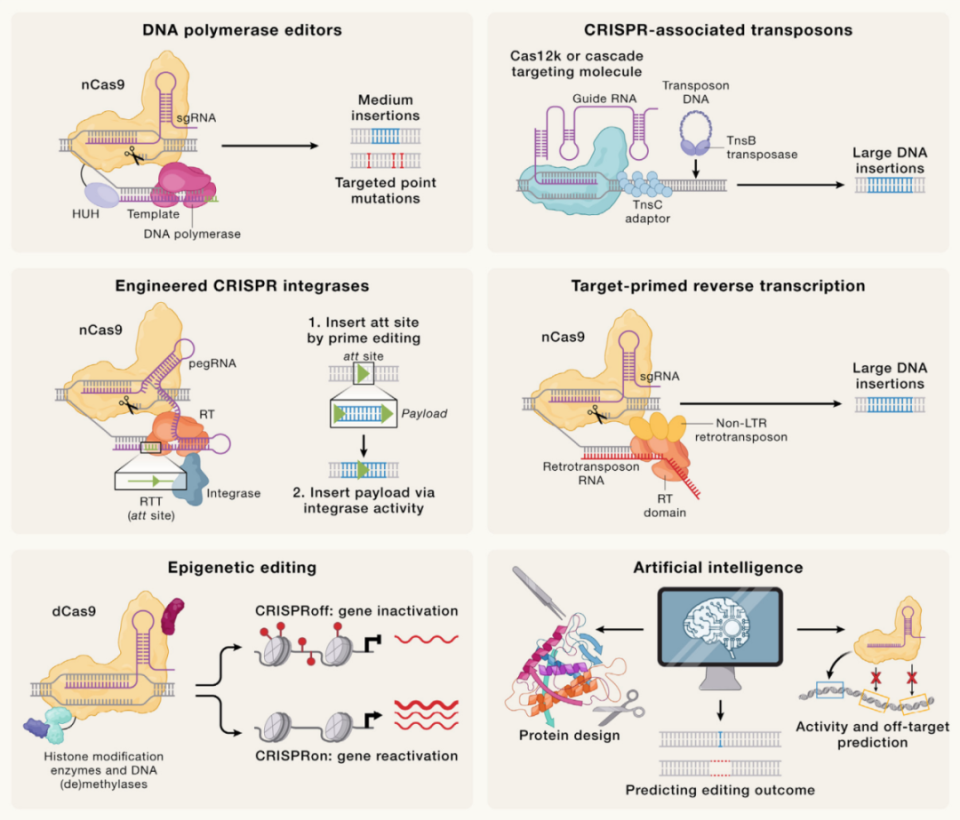 DNA polymerase editors
nCas9
sgRNA
HUH
Template
DNA polymerase
Medium
insertions
Targeted point
mutations
CRISPR-associated transposons
Cas12k or cascade
targeting molecule
Guide RNA
Transposon
DNA
TnsB
transposase
TnsC
adaptor
Large DNA
insertions
Engineered CRISPR integrases
nCas9
pegRNA
RT
RTT
(att site)
Integrase
1. Insert att site
by prime editing
att site
Payload
2. Insert payload via
integrase activity
Target-primed reverse transcription
nCas9
sgRNA
Non-LTR
retrotransposon
Retrotransposon
RNA
RT
domain
Large DNA
insertions
Epigenetic editing
dCas9
Histone modification
enzymes and DNA
(de)methylases
CRISPRoff: gene inactivation
CRISPRon: gene reactivation
Artificial intelligence
Protein design
Predicting editing outcome
Activity and off-target
prediction